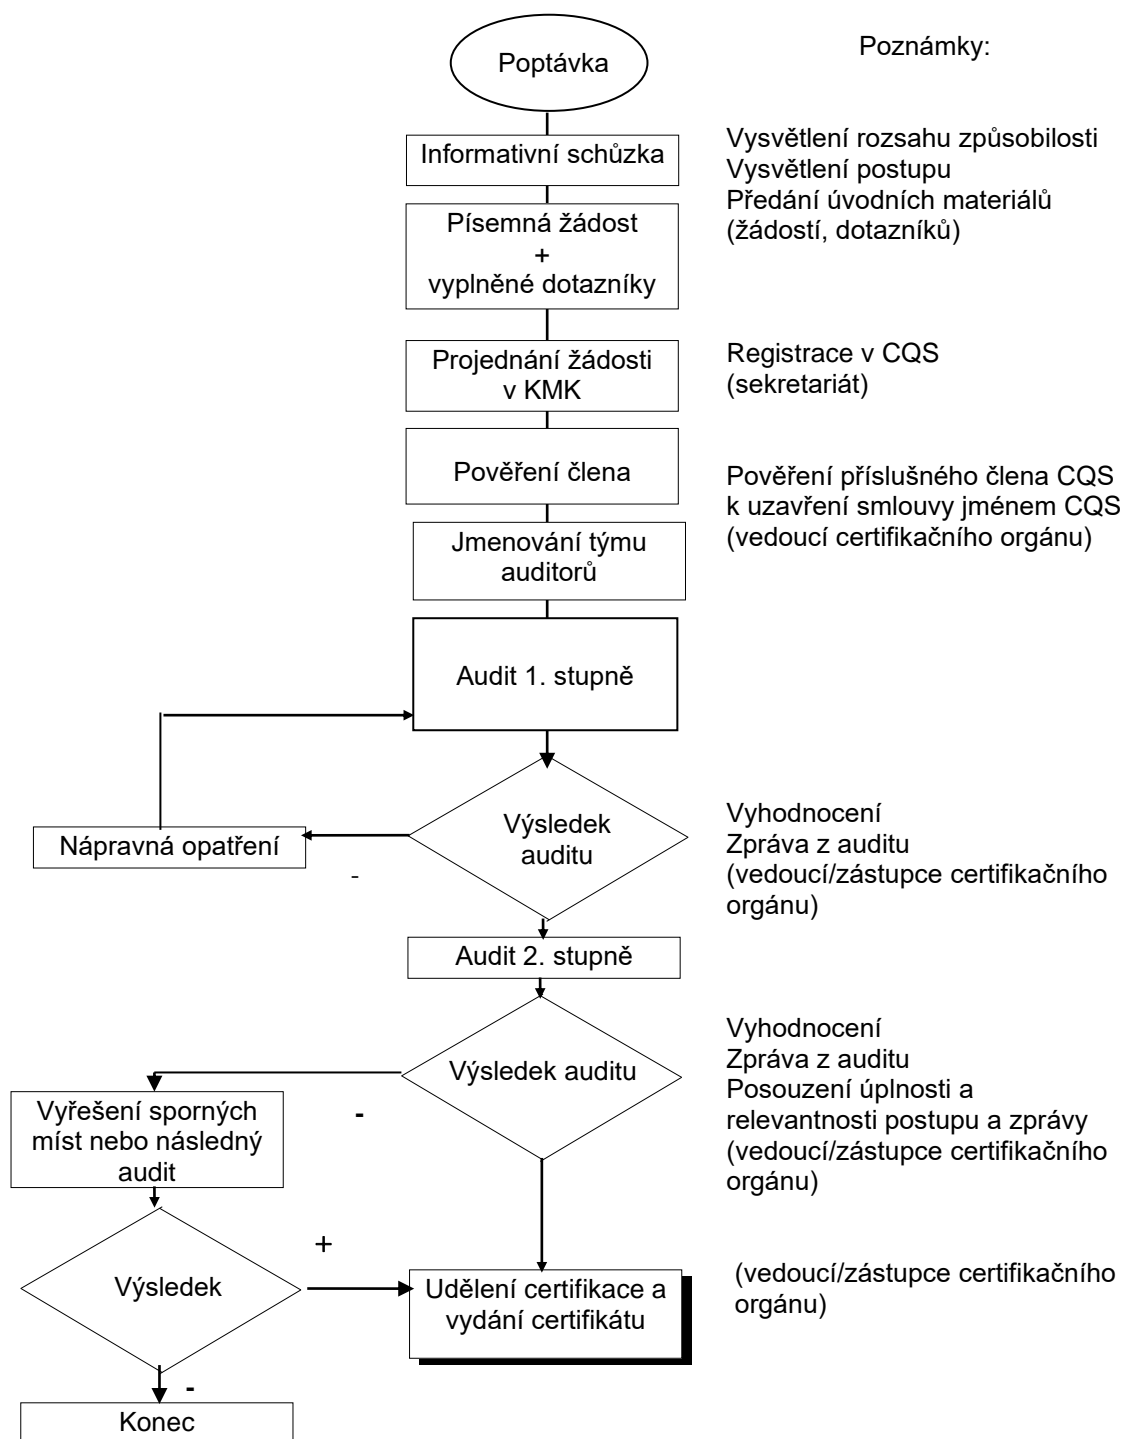 Poptávka
Poznámky:
Informativní schůzka
Vysvětlení rozsahu způsobilosti
Vysvětlení postupu
Předání úvodních materiálů
(žádostí, dotazníků)
Písemná žádost
+
vyplněné dotazníky
Projednání žádosti
v KMK
Registrace v CQS
(sekretariát)
Pověření člena
Pověření příslušného člena CQS
k uzavření smlouvy jménem CQS
(vedoucí certifikačního orgánu)
Jmenování týmu
auditorů
Audit 1. stupně
Výsledek
auditu
Nápravná opatření
-
Vyhodnocení
Zpráva z auditu
(vedoucí/zástupce certifikačního
orgánu)
Audit 2. stupně
Výsledek auditu
-
Vyhodnocení
Zpráva z auditu
Posouzení úplnosti a
relevantnosti postupu a zprávy
(vedoucí/zástupce certifikačního
orgánu)
Vyřešení sporných
míst nebo následný
audit
Výsledek
+
Udělení certifikace a
vydání certifikátu
(vedoucí/zástupce certifikačního
orgánu)
-
Konec